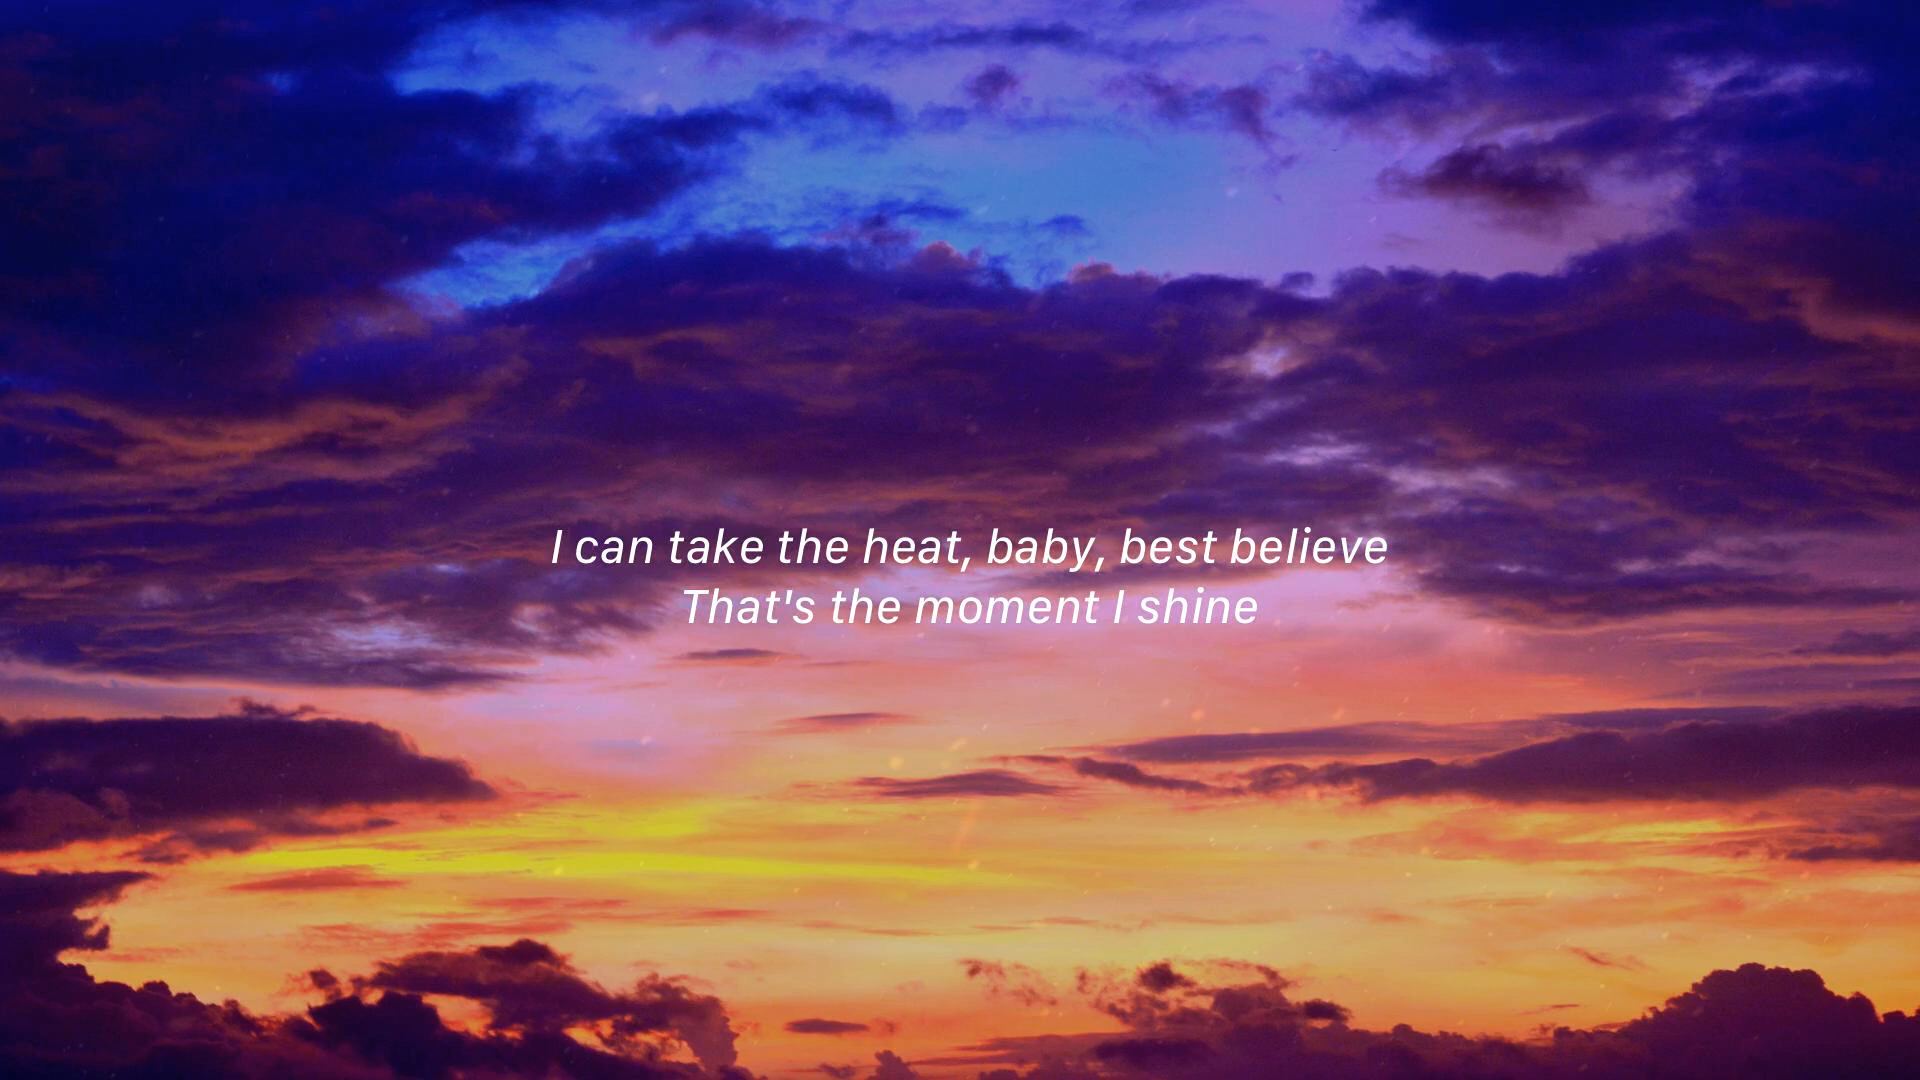 I can take the heat, baby, best believe
That's the moment I shine